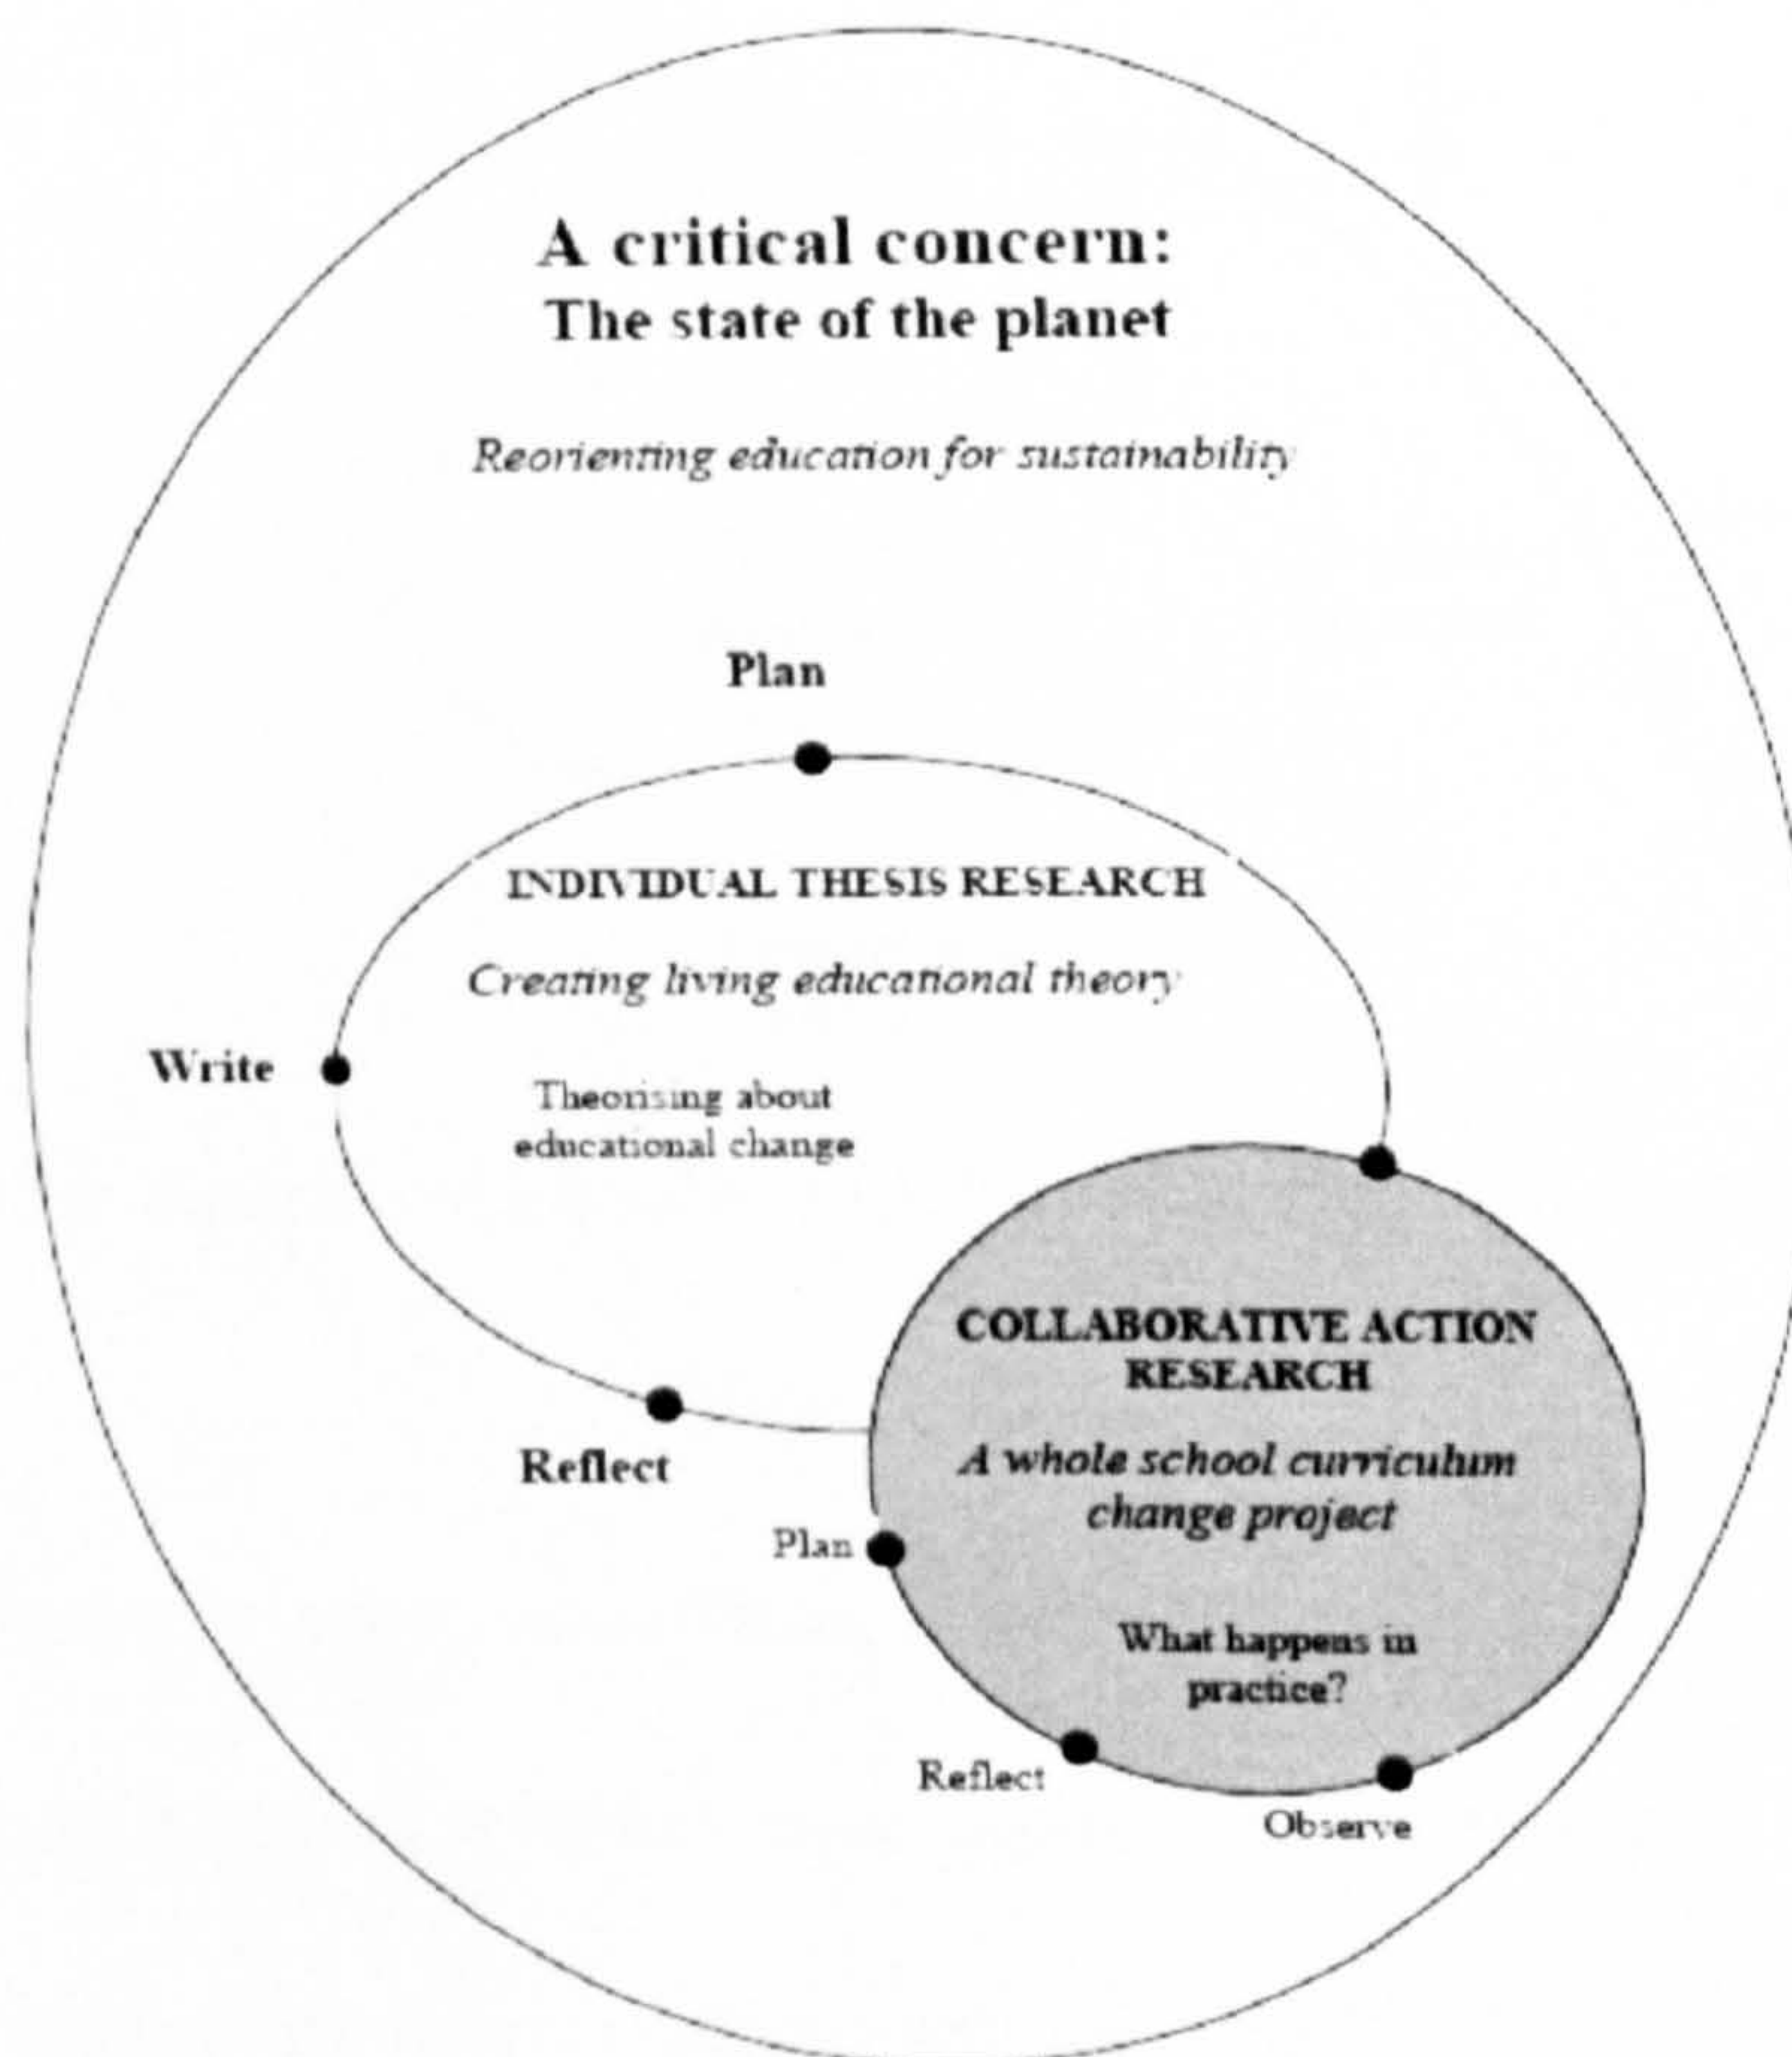 A critical concern:
The state of the planet
Reorienting education for sustainability
Plan
INDIVIDUAL THESIS RESEARCH
Creating living educational theory
Write
Theorising about
educational change
COLLABORATIVE ACTION
RESEARCH
A whole school curriculum
change project
Reflect
Plan
What happens in
practice?
Reflect
Observe